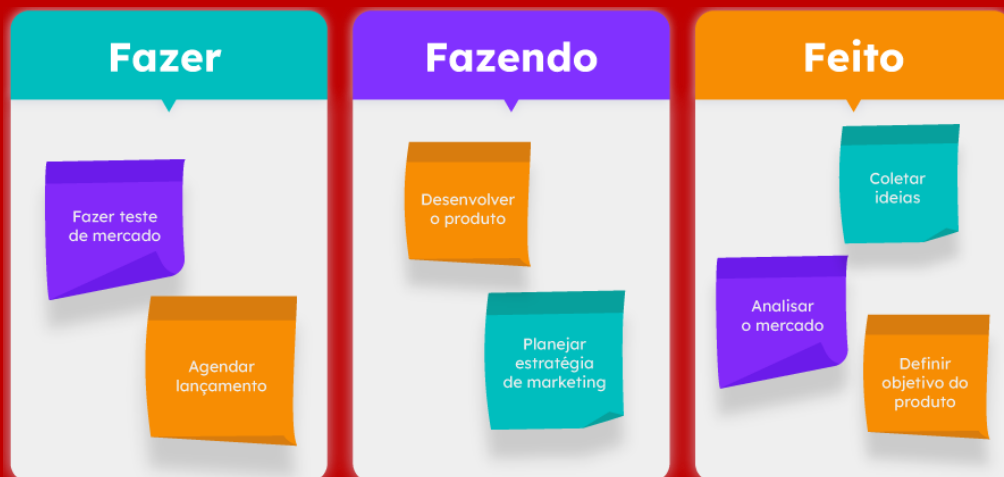 Fazer
Fazer teste
de mercado
Agendar
lançamento
Fazendo
Desenvolver
o produto
Planejar
estratégia
de marketing
Feito
Coletar
ideias
Analisar
o mercado
Definir
objetivo do
produto